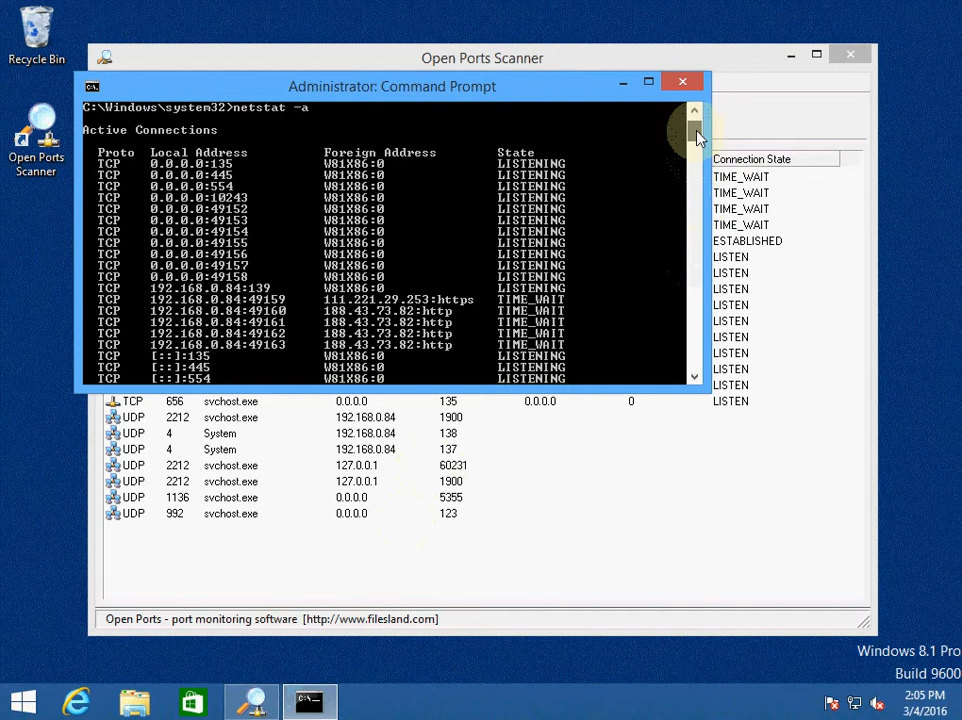 Recycle Bin
Open Ports
Scanner
Open Ports Scanner
Administrator: Command Prompt
C:\Windows\system32>netstat -a
Active Connections
Proto Local Address Foreign Address State
TCP 0.0.0.0:135 W81X86:0 LISTENING
TCP 0.0.0.0:445 W81X86:0 LISTENING
TCP 0.0.0.0:554 W81X86:0 LISTENING
TCP 0.0.0.0:10243 W81X86:0 LISTENING
TCP 0.0.0.0:49152 W81X86:0 LISTENING
TCP 0.0.0.0:49153 W81X86:0 LISTENING
TCP 0.0.0.0:49154 W81X86:0 LISTENING
TCP 0.0.0.0:49155 W81X86:0 LISTENING
TCP 0.0.0.0:49156 W81X86:0 LISTENING
TCP 0.0.0.0:49157 W81X86:0 LISTENING
TCP 0.0.0.0:49158 W81X86:0 LISTENING
TCP 192.168.0.84:139 W81X86:0 LISTENING
TCP 192.168.0.84:49159 111.221.29.253:https TIME_WAIT
TCP 192.168.0.84:49160 188.43.73.82:http TIME_WAIT
TCP 192.168.0.84:49161 188.43.73.82:http TIME_WAIT
TCP 192.168.0.84:49162 188.43.73.82:http TIME_WAIT
TCP 192.168.0.84:49163 188.43.73.82:http TIME_WAIT
TCP [::]:135 W81X86:0 LISTENING
TCP [::]:445 W81X86:0 LISTENING
TCP [::]:554 W81X86:0 LISTENING
Connection State
TIME_WAIT
TIME_WAIT
TIME_WAIT
TIME_WAIT
ESTABLISHED
LISTEN
LISTEN
LISTEN
LISTEN
LISTEN
LISTEN
LISTEN
LISTEN
LISTEN
TCP 656 svchost.exe 0.0.0.0 135 0.0.0.0 0 LISTEN
UDP 2212 svchost.exe 192.168.0.84 1900
UDP 4 System 192.168.0.84 138
UDP 4 System 192.168.0.84 137
UDP 2212 svchost.exe 127.0.0.1 60231
UDP 2212 svchost.exe 127.0.0.1 1900
UDP 1136 svchost.exe 0.0.0.0 5355
UDP 992 svchost.exe 0.0.0.0 123
Open Ports - port monitoring software [http://www.filesland.com]
Windows 8.1 Pro
Build 9600
C:\.
2:05 PM
3/4/2016